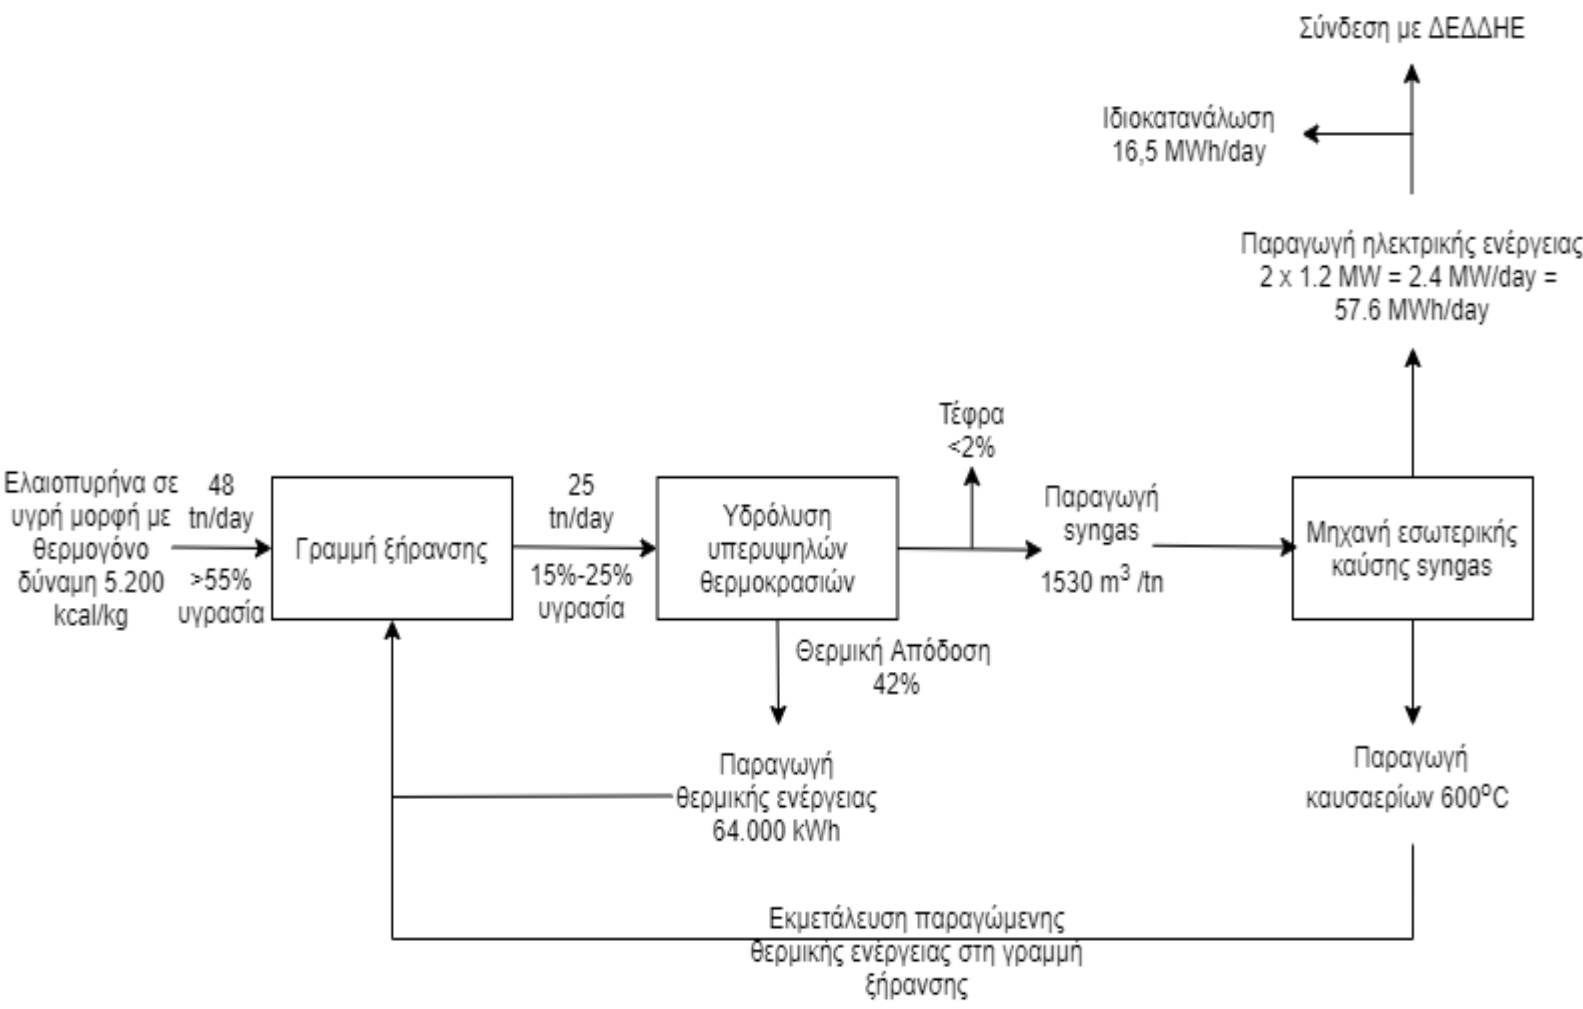 Σύνδεση με ΔΕΔΔΗΕ
Ιδιοκατανάλωση
16,5 MWh/day
Παραγωγή ηλεκτρικής ενέργειας
2 x 1.2 MW = 2.4 MW/day =
57.6 MWh/day
Ελαιοπυρήνα σε
υγρή μορφή με
θερμογόνο
δύναμη 5.200
kcal/kg
48
tn/day
>55%
υγρασία
Γραμμή ξήρανσης
25
tn/day
15%-25%
υγρασία
Υδρόλυση
υπερυψηλών
θερμοκρασιών
Τέφρα
<2%
Παραγωγή
syngas
1530 m³ /tn
Μηχανή εσωτερικής
καύσης syngas
Θερμική Απόδοση
42%
Παραγωγή
θερμικής ενέργειας
64.000 kWh
Παραγωγή
καυσαερίων 600⁰C
Εκμετάλευση παραγώμενης
θερμικής ενέργειας στη γραμμή
ξήρανσης